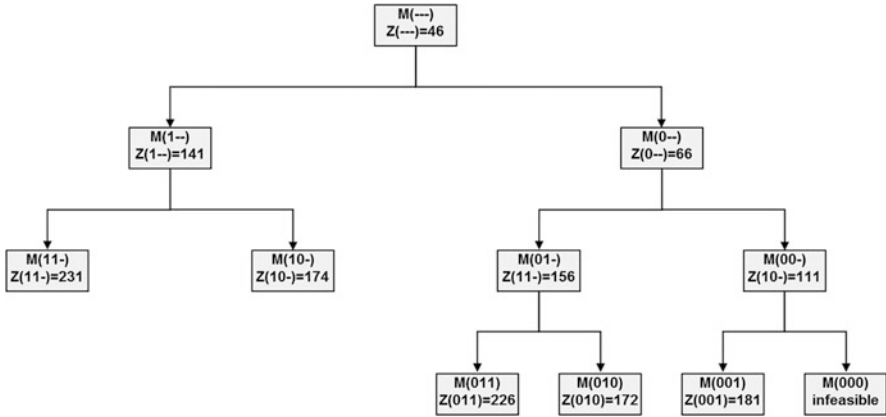 M(---)
Z(---)=46
M(1--)
Z(1--)=141
M(0--)
Z(0--)=66
M(11-)
Z(11-)=231
M(10-)
Z(10-)=174
M(01-)
Z(11-)=156
M(00-)
Z(10-)=111
M(011)
Z(011)=226
M(010)
Z(010)=172
M(001)
Z(001)=181
M(000)
infeasible